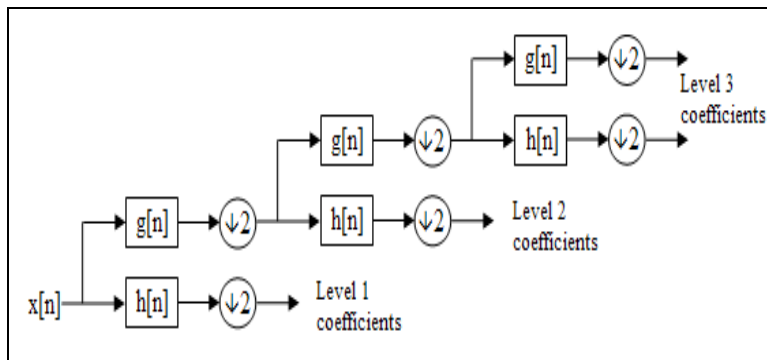 g[n]
↓2
Level 3
coefficients
g[n]
↓2
h[n]
↓2
g[n]
↓2
h[n]
↓2
Level 2
coefficients
x[n]
h[n]
↓2
Level 1
coefficients